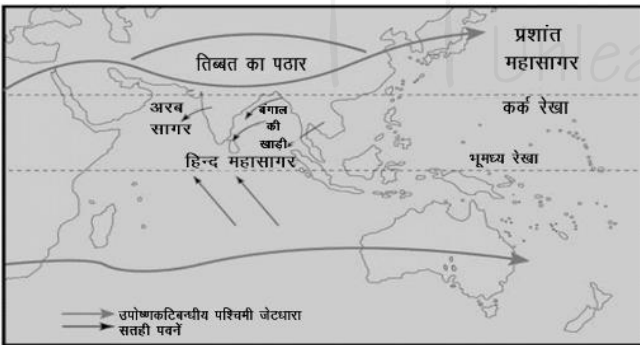 प्रशांत
महासागर
तिब्बत का पठार
अरब
सागर
बंगाल
की
खाड़ी
कर्क रेखा
हिन्द महासागर
भूमध्य रेखा
उपोष्णकटिबन्धीय पश्चिमी जेटधारा
सतही पवनें